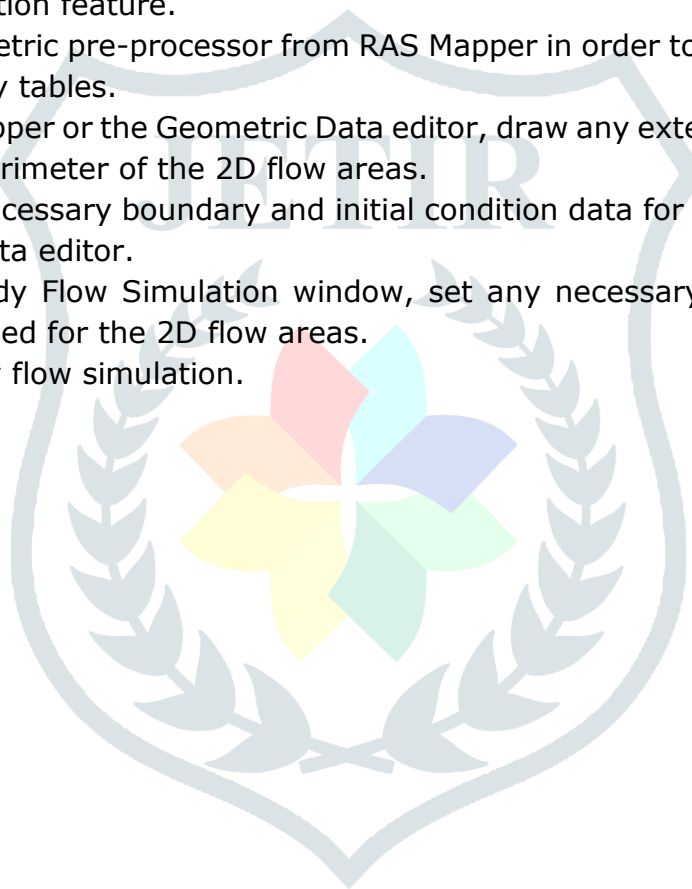 tion feature.
etric pre-processor from RAS Mapper in order to
y tables.
pper or the Geometric Data editor, draw any exte
rimeter of the 2D flow areas.
cessary boundary and initial condition data for
ta editor.
dy Flow Simulation window, set any necessary
ed for the 2D flow areas.
flow simulation.
JETIR